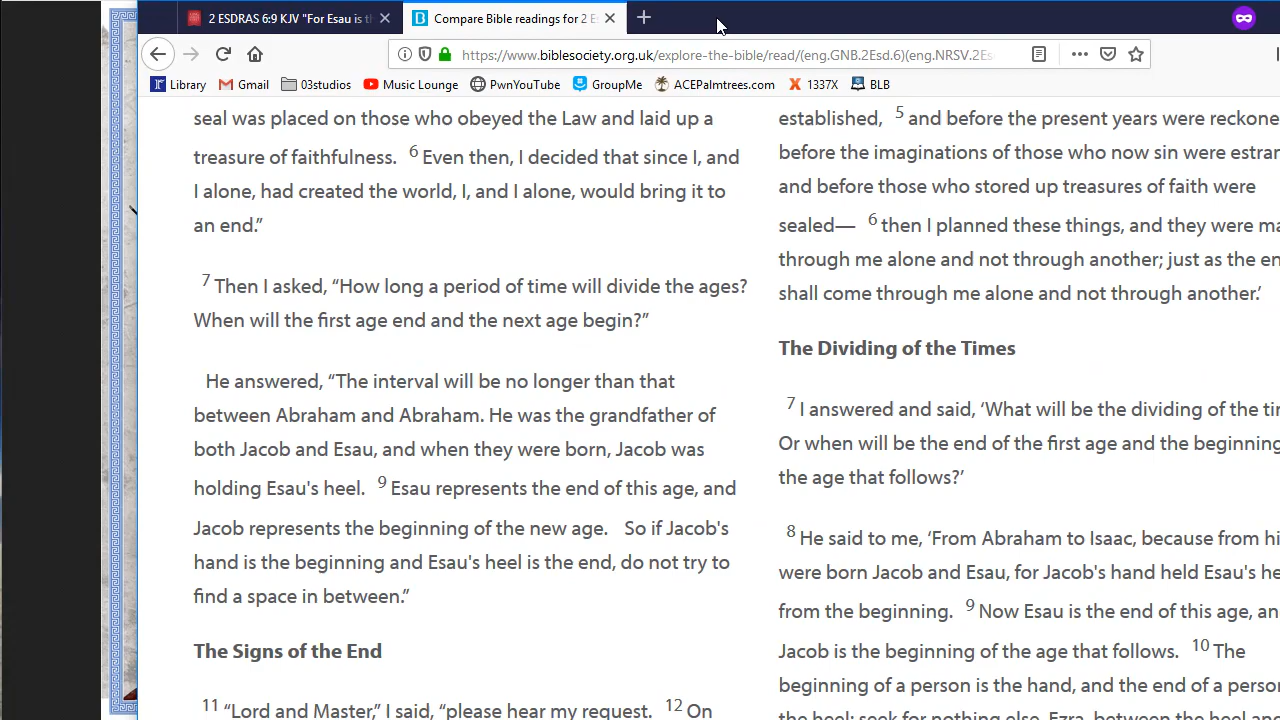 2 ESDRAS 6:9 KJV "For Esau is th
Compare Bible readings for 2 E
https://www.biblesociety.org.uk/explore-the-bible/read/(eng.GNB.2Esd.6)(eng.NRSV.2Es
Library Gmail 03studios Music Lounge PwnYouTube GroupMe ACEPalmtrees.com 1337X BLB
seal was placed on those who obeyed the Law and laid up a
treasure of faithfulness. 6 Even then, I decided that since I, and
I alone, had created the world, I, and I alone, would bring it to
an end.”
7 Then I asked, “How long a period of time will divide the ages?
When will the first age end and the next age begin?”
He answered, “The interval will be no longer than that
between Abraham and Abraham. He was the grandfather of
both Jacob and Esau, and when they were born, Jacob was
holding Esau's heel. 9 Esau represents the end of this age, and
Jacob represents the beginning of the new age. So if Jacob's
hand is the beginning and Esau's heel is the end, do not try to
find a space in between.”
The Signs of the End
11 “Lord and Master,” I said, “please hear my request. 12 On
established, 5 and before the present years were reckone
before the imaginations of those who now sin were estran
and before those who stored up treasures of faith were
sealed— 6 then I planned these things, and they were ma
through me alone and not through another; just as the en
shall come through me alone and not through another.’
The Dividing of the Times
7 I answered and said, ‘What will be the dividing of the tim
Or when will be the end of the first age and the beginning
the age that follows?’
8 He said to me, ‘From Abraham to Isaac, because from hi
were born Jacob and Esau, for Jacob's hand held Esau's he
from the beginning. 9 Now Esau is the end of this age, an
Jacob is the beginning of the age that follows. 10 The
beginning of a person is the hand, and the end of a person
the heel; seek for nothing else, Ezra, between the heel and